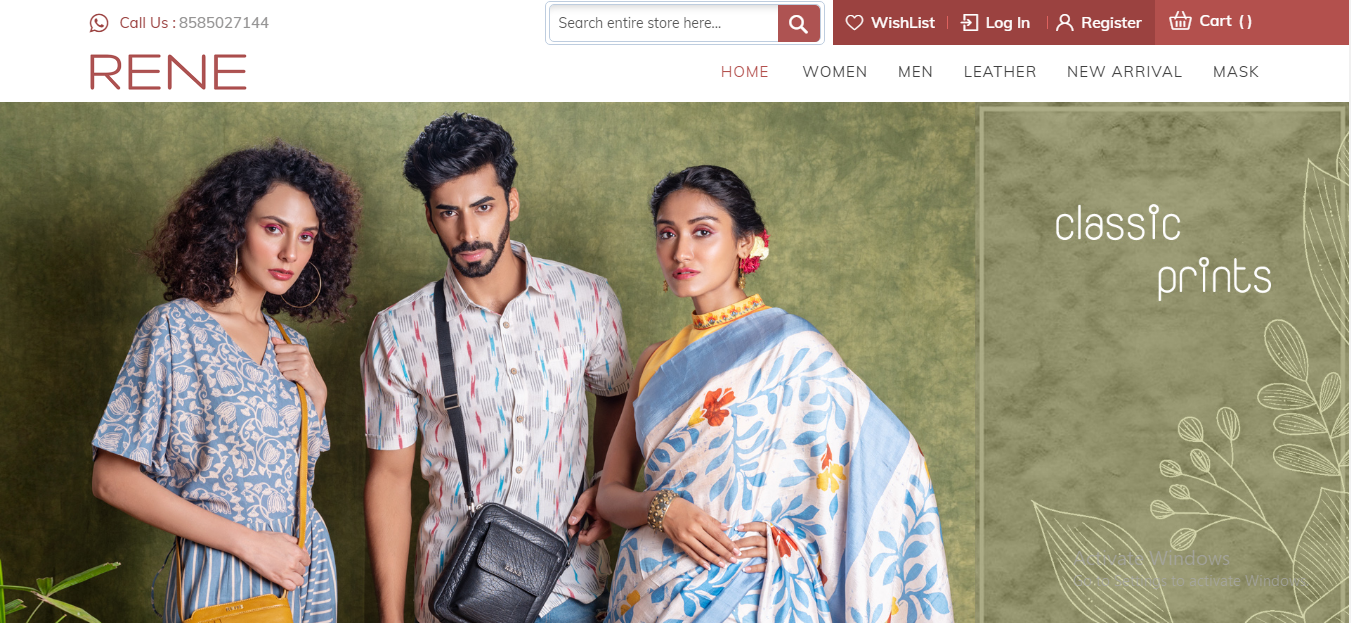 Call Us : 8585027144
Search entire store here...
WishList
Log In
Register
Cart ( )
RENE
HOME
WOMEN
MEN
LEATHER
NEW ARRIVAL
MASK
classic
prints
Activate Windows
Go to Settings to activate Windows.